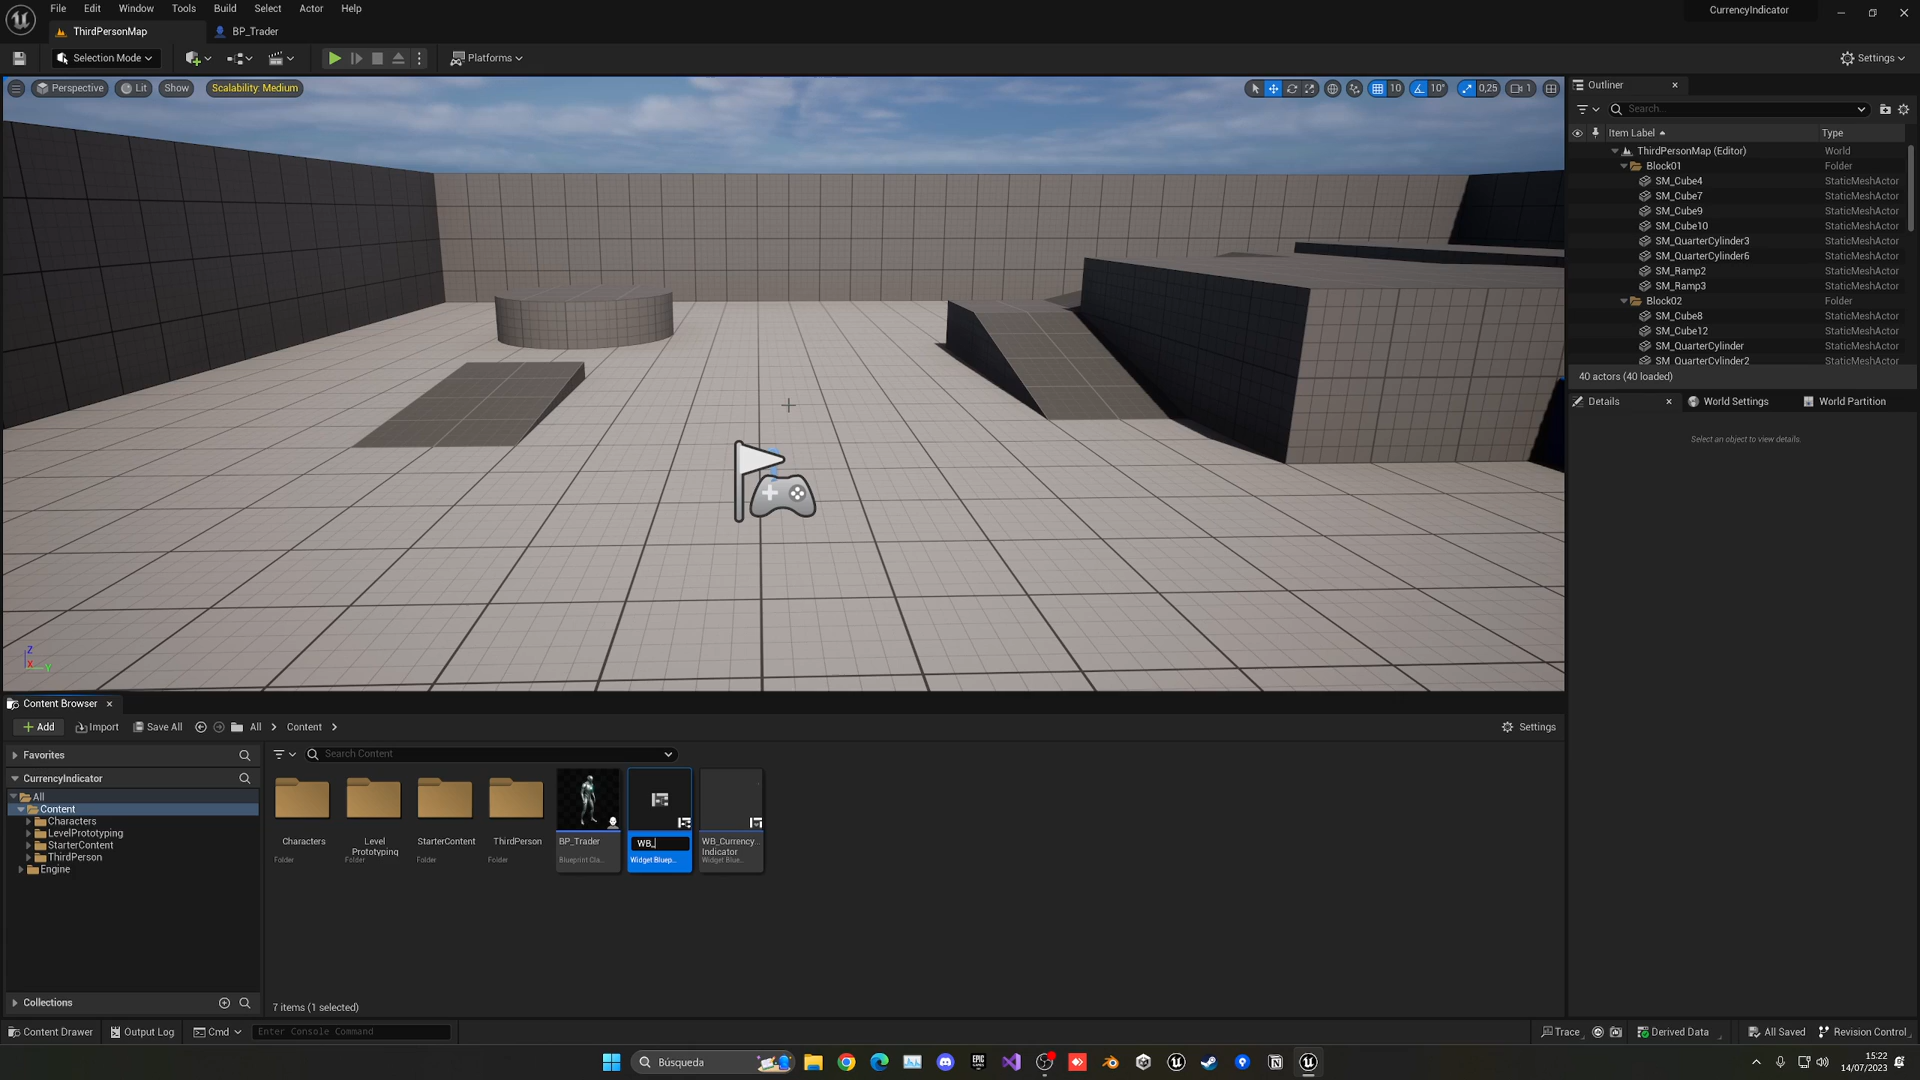 File Edit Window Tools Build Select Actor Help
CurrencyIndicator
ThirdPersonMap
BP_Trader
Selection Mode
Platforms
Settings
Perspective
Lit
Show
Scalability: Medium
10
10°
0,25
1
Outliner
Search...
Item Label
Type
ThirdPersonMap (Editor) World
Block01 Folder
SM_Cube4 StaticMeshActor
SM_Cube7 StaticMeshActor
SM_Cube9 StaticMeshActor
SM_Cube10 StaticMeshActor
SM_QuarterCylinder3 StaticMeshActor
SM_QuarterCylinder6 StaticMeshActor
SM_Ramp2 StaticMeshActor
SM_Ramp3 StaticMeshActor
Block02 Folder
SM_Cube8 StaticMeshActor
SM_Cube12 StaticMeshActor
SM_QuarterCylinder StaticMeshActor
SM_QuarterCylinder2 StaticMeshActor
40 actors (40 loaded)
Details
World Settings
World Partition
Select an object to view details.
Z
X
Y
Content Browser
Add
Import
Save All
All
Content
Settings
Favorites
CurrencyIndicator
All
Content
Characters
LevelPrototyping
StarterContent
ThirdPerson
Engine
Collections
Search Content
Characters
Folder
Level
Prototyping
Folder
StarterContent
Folder
ThirdPerson
Folder
BP_Trader
Blueprint Cla...
WB_
Widget Bluep...
WB_Currency
Indicator
Widget Blue...
7 items (1 selected)
Content Drawer
Output Log
Cmd
Enter Console Command
Trace
Derived Data
All Saved
Revision Control
Búsqueda
EPIC
15:22
14/07/2023